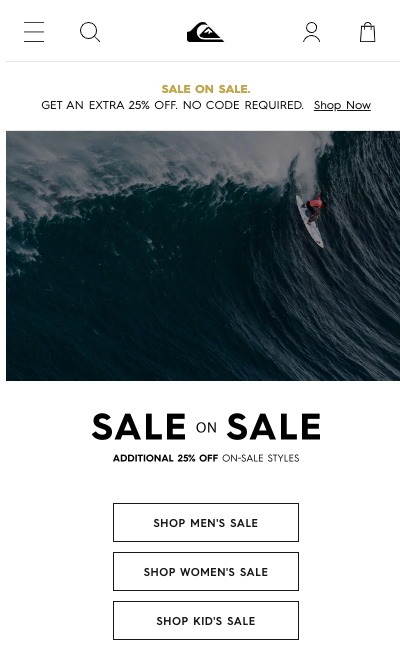 SALE ON SALE.
GET AN EXTRA 25% OFF. NO CODE REQUIRED. Shop Now
SALE ON SALE
ADDITIONAL 25% OFF ON-SALE STYLES
SHOP MEN'S SALE
SHOP WOMEN'S SALE
SHOP KID'S SALE